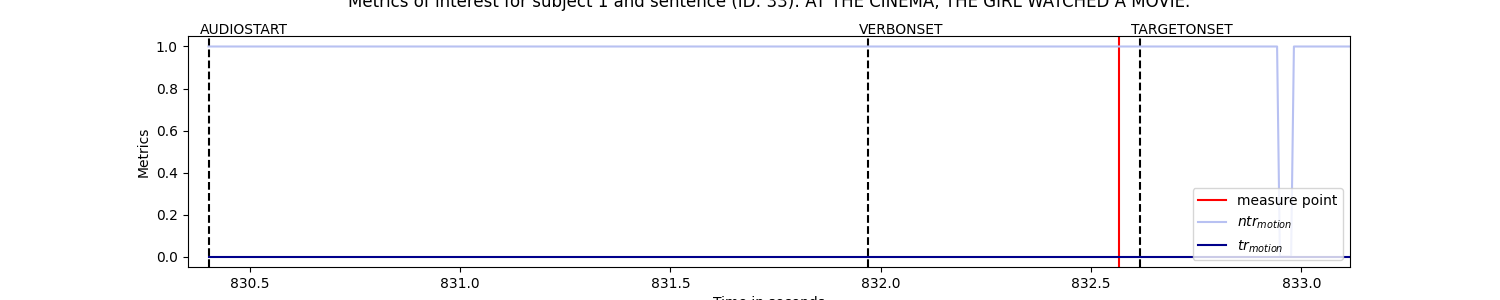 Metrics of interest for subject 1 and sentence (ID: 33): AT THE CINEMA, THE GIRL WATCHED A MOVIE.
AUDIOSTART VERBONSET TARGETONSET
1.0
0.8
0.6
0.4
0.2
0.0
Metrics
measure point
ntr_motion
tr_motion
830.5 831.0 831.5 832.0 832.5 833.0
Time in seconds